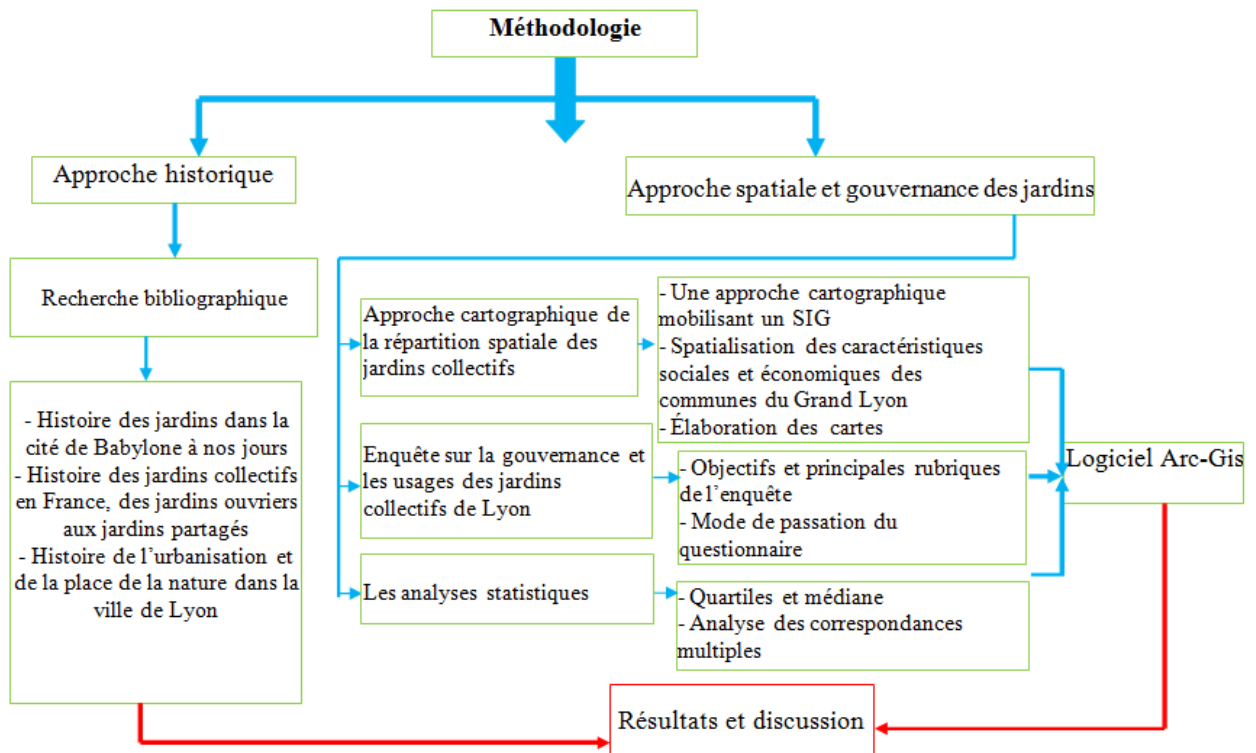 Méthodologie
Approche historique
Approche spatiale et gouvernance des jardins
Recherche bibliographique
- Histoire des jardins dans la
cité de Babylone à nos jours
- Histoire des jardins collectifs
en France, des jardins ouvriers
aux jardins partagés
- Histoire de l’urbanisation et
de la place de la nature dans la
ville de Lyon
Approche cartographique de
la répartition spatiale des
jardins collectifs
- Une approche cartographique
mobilisant un SIG
- Spatialisation des caractéristiques
sociales et économiques des
communes du Grand Lyon
- Élaboration des cartes
Enquête sur la gouvernance et
les usages des jardins
collectifs de Lyon
- Objectifs et principales rubriques
de l’enquête
- Mode de passation du
questionnaire
Les analyses statistiques
- Quartiles et médiane
- Analyse des correspondances
multiples
Logiciel Arc-Gis
Résultats et discussion